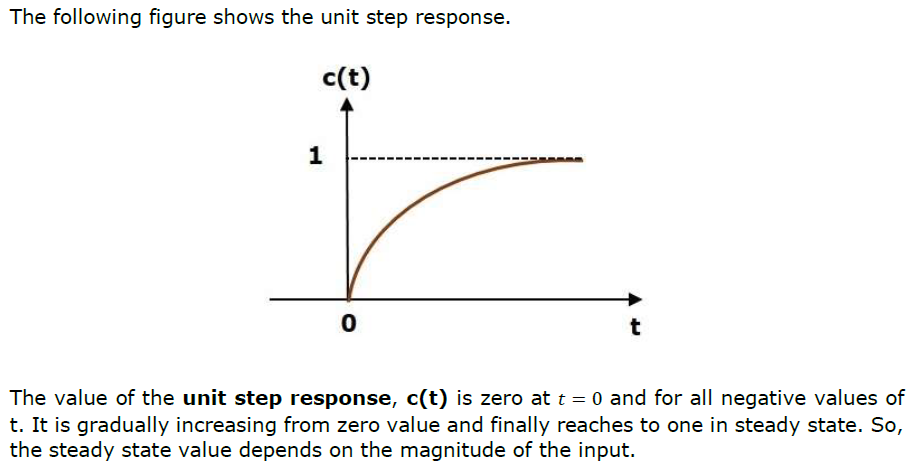 The following figure shows the unit step response.
c(t)
1
0
t
The value of the unit step response, c(t) is zero at t = 0 and for all negative values of
t. It is gradually increasing from zero value and finally reaches to one in steady state. So,
the steady state value depends on the magnitude of the input.